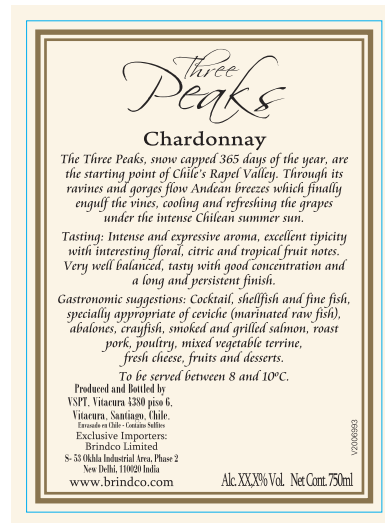 Three
Peaks
Chardonnay
The Three Peaks, snow capped 365 days of the year, are
the starting point of Chile's Rapel Valley. Through its
ravines and gorges flow Andean breezes which finally
engulf the vines, cooling and refreshing the grapes
under the intense Chilean summer sun.
Tasting: Intense and expressive aroma, excellent tipicity
with interesting floral, citric and tropical fruit notes.
Very well balanced, tasty with good concentration and
a long and persistent finish.
Gastronomic suggestions: Cocktail, shellfish and fine fish,
specially appropriate of ceviche (marinated raw fish),
abalones, crayfish, smoked and grilled salmon, roast
pork, poultry, mixed vegetable terrine,
fresh cheese, fruits and desserts.
To be served between 8 and 10ºC.
Produced and Bottled by
VSPT, Vitacura 4380 piso 6,
Vitacura, Santiago, Chile.
Envasado en Chile - Contains Sulfites
Exclusive Importers:
Brindco Limited
S- 53 Okhla Industrial Area, Phase 2
New Delhi, 110020 India
www.brindco.com
Alc. XX,X% Vol. Net Cont. 750ml
V2006993